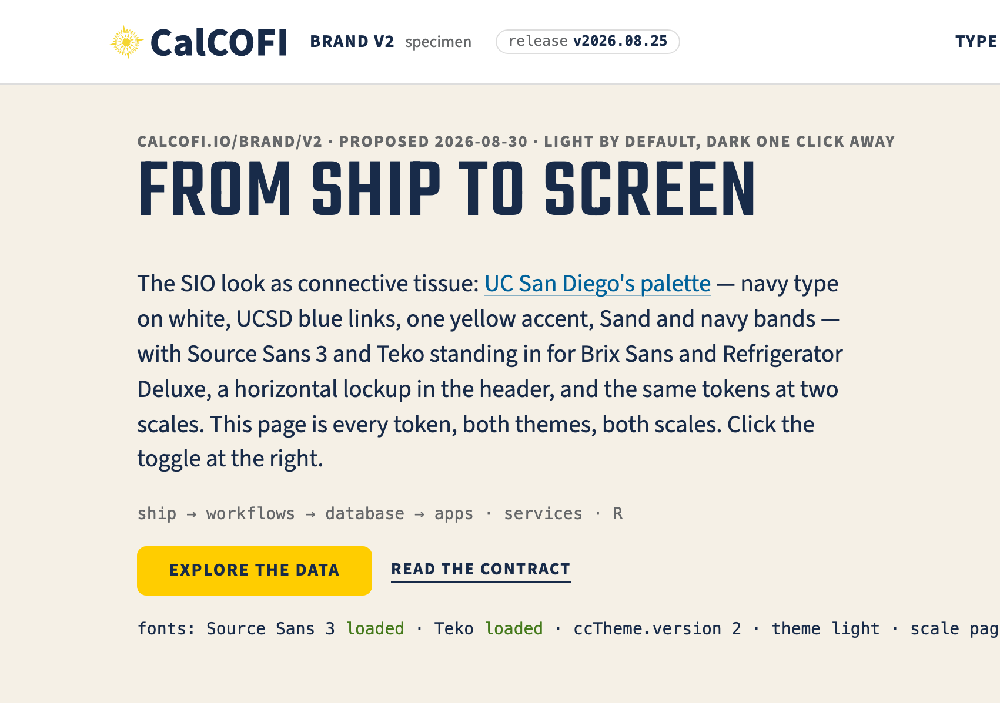 CalCOFI BRAND V2 specimen release v2026.08.25 TYPE
CALCOFI.IO/BRAND/V2 · PROPOSED 2026-08-30 · LIGHT BY DEFAULT, DARK ONE CLICK AWAY
FROM SHIP TO SCREEN
The SIO look as connective tissue: UC San Diego's palette — navy type
on white, UCSD blue links, one yellow accent, Sand and navy bands —
with Source Sans 3 and Teko standing in for Brix Sans and Refrigerator
Deluxe, a horizontal lockup in the header, and the same tokens at two
scales. This page is every token, both themes, both scales. Click the
toggle at the right.
ship → workflows → database → apps · services · R
EXPLORE THE DATA READ THE CONTRACT
fonts: Source Sans 3 loaded · Teko loaded · ccTheme.version 2 · theme light · scale pag